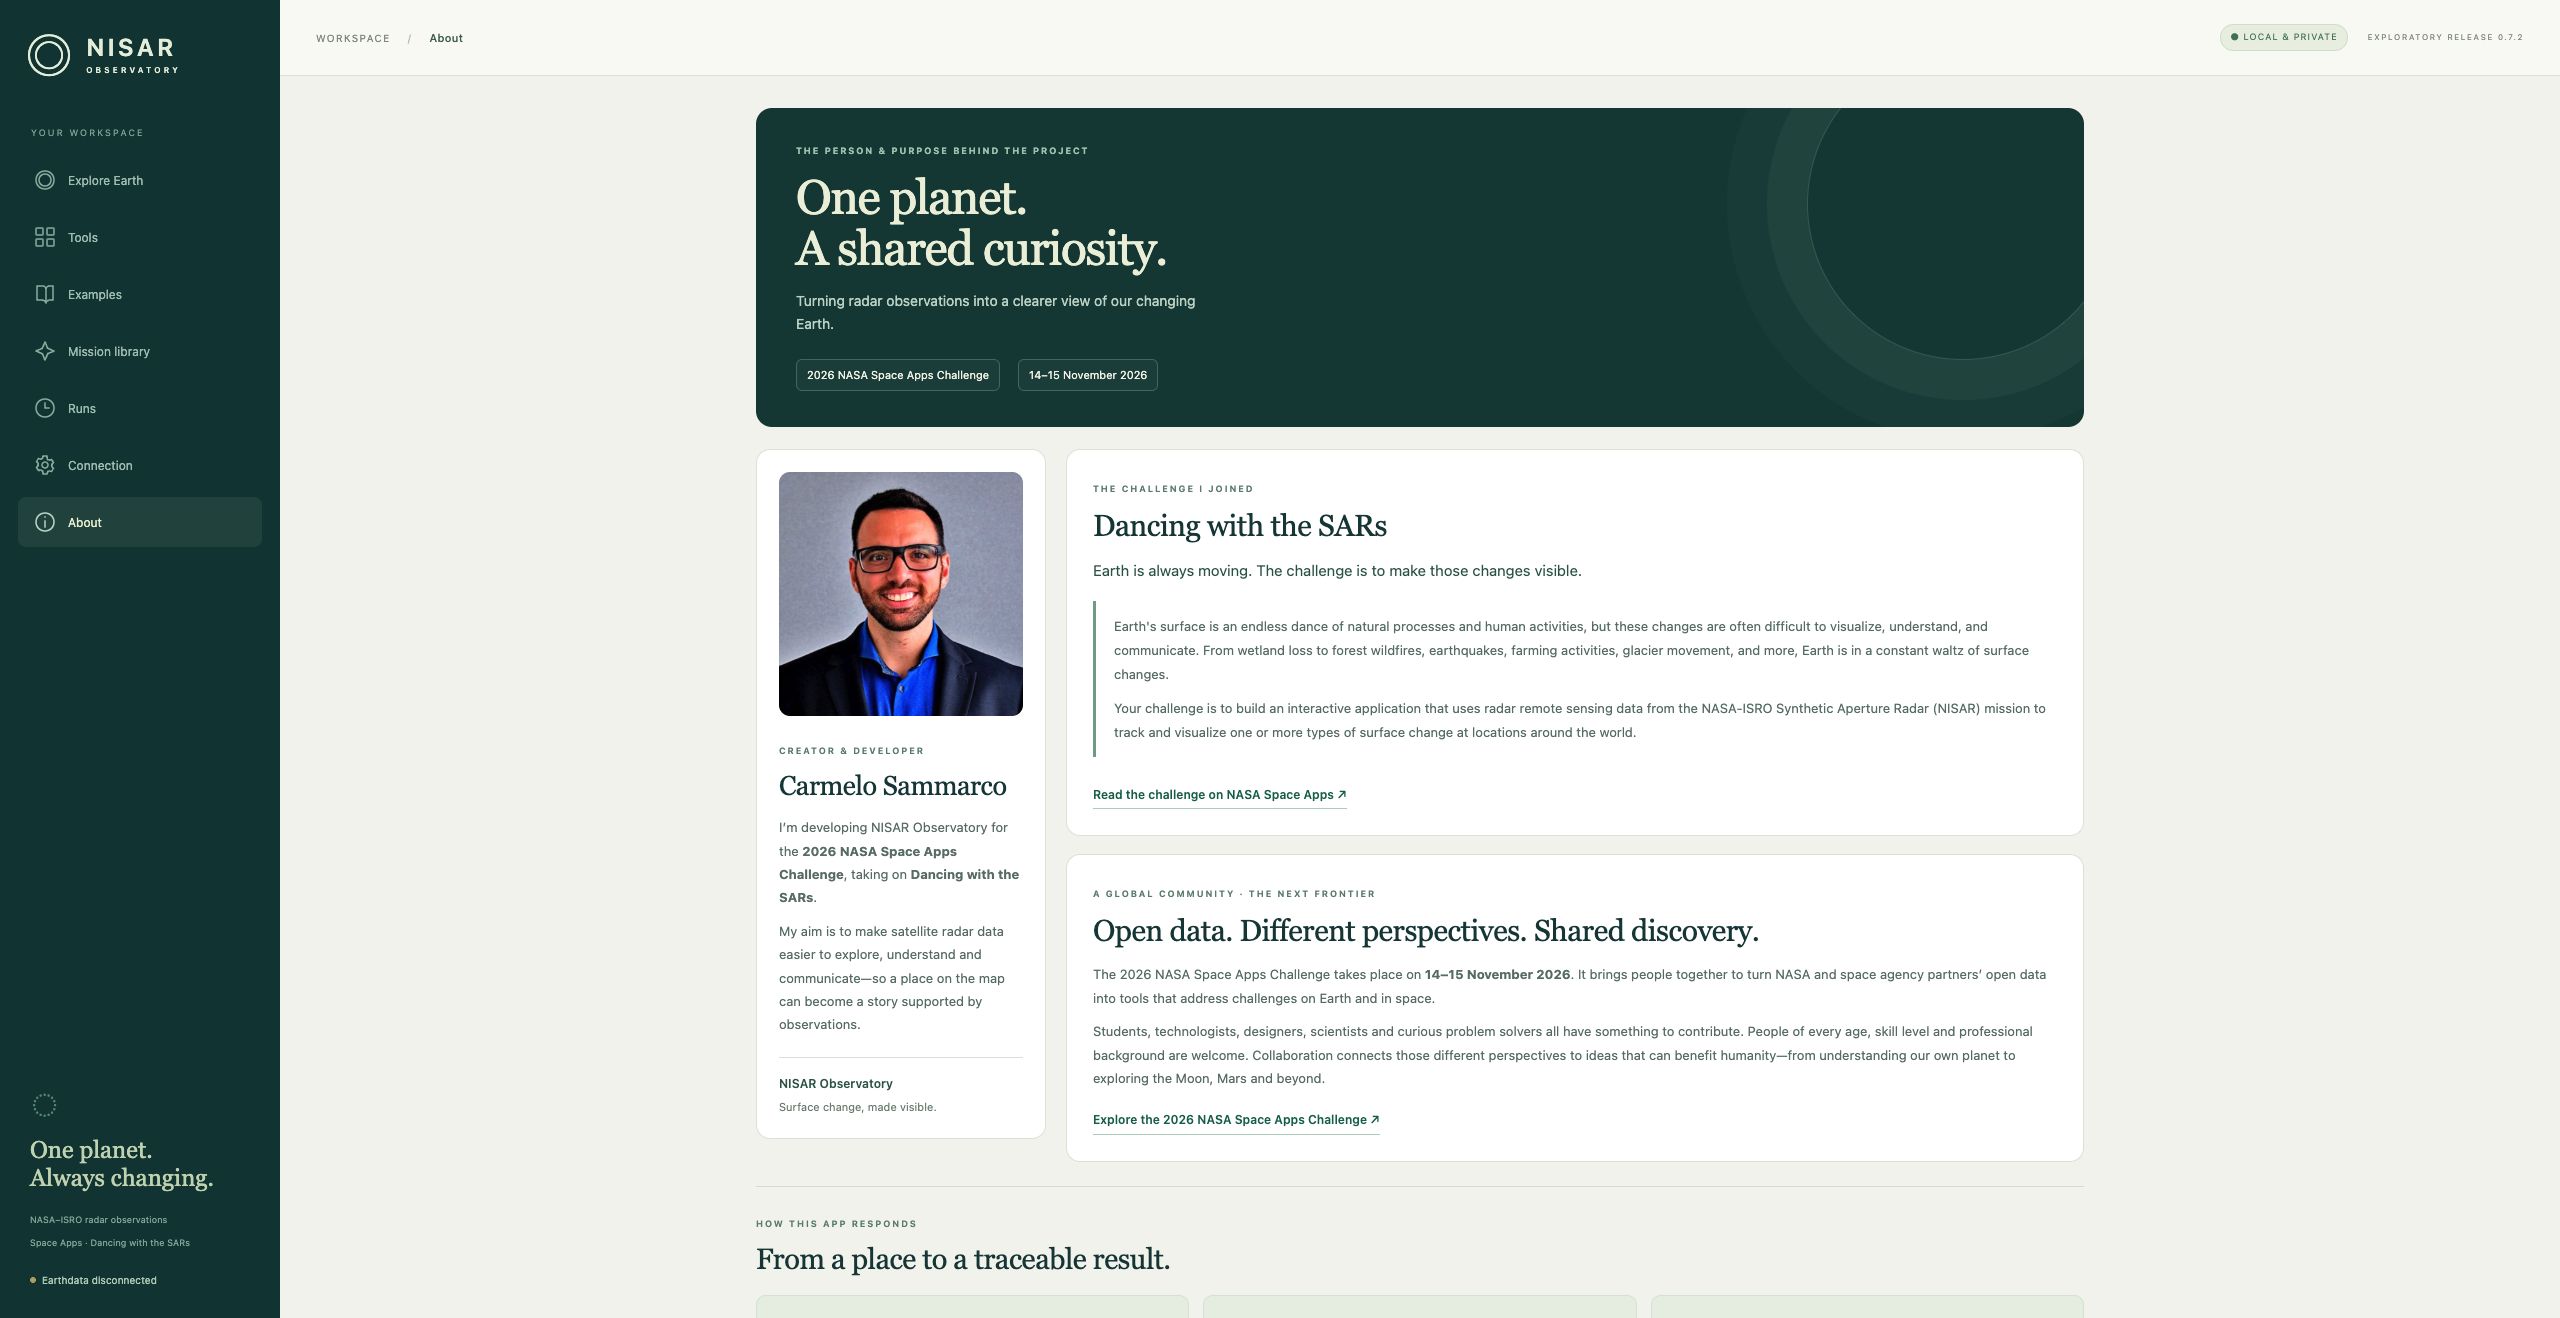 NISAR
OBSERVATORY
YOUR WORKSPACE
Explore Earth
Tools
Examples
Mission library
Runs
Connection
About
One planet.
Always changing.
NASA–ISRO radar observations
Space Apps · Dancing with the SARs
Earthdata disconnected
WORKSPACE / About
LOCAL & PRIVATE
EXPLORATORY RELEASE 0.7.2
THE PERSON & PURPOSE BEHIND THE PROJECT
One planet.
A shared curiosity.
Turning radar observations into a clearer view of our changing
Earth.
2026 NASA Space Apps Challenge
14–15 November 2026
CREATOR & DEVELOPER
Carmelo Sammarco
I’m developing NISAR Observatory for
the 2026 NASA Space Apps
Challenge, taking on Dancing with the
SARs.
My aim is to make satellite radar data
easier to explore, understand and
communicate—so a place on the map
can become a story supported by
observations.
NISAR Observatory
Surface change, made visible.
THE CHALLENGE I JOINED
Dancing with the SARs
Earth is always moving. The challenge is to make those changes visible.
Earth's surface is an endless dance of natural processes and human activities, but these changes are often difficult to visualize, understand, and
communicate. From wetland loss to forest wildfires, earthquakes, farming activities, glacier movement, and more, Earth is in a constant waltz of surface
changes.
Your challenge is to build an interactive application that uses radar remote sensing data from the NASA-ISRO Synthetic Aperture Radar (NISAR) mission to
track and visualize one or more types of surface change at locations around the world.
Read the challenge on NASA Space Apps ↗
A GLOBAL COMMUNITY · THE NEXT FRONTIER
Open data. Different perspectives. Shared discovery.
The 2026 NASA Space Apps Challenge takes place on 14–15 November 2026. It brings people together to turn NASA and space agency partners’ open data
into tools that address challenges on Earth and in space.
Students, technologists, designers, scientists and curious problem solvers all have something to contribute. People of every age, skill level and professional
background are welcome. Collaboration connects those different perspectives to ideas that can benefit humanity—from understanding our own planet to
exploring the Moon, Mars and beyond.
Explore the 2026 NASA Space Apps Challenge ↗
HOW THIS APP RESPONDS
From a place to a traceable result.